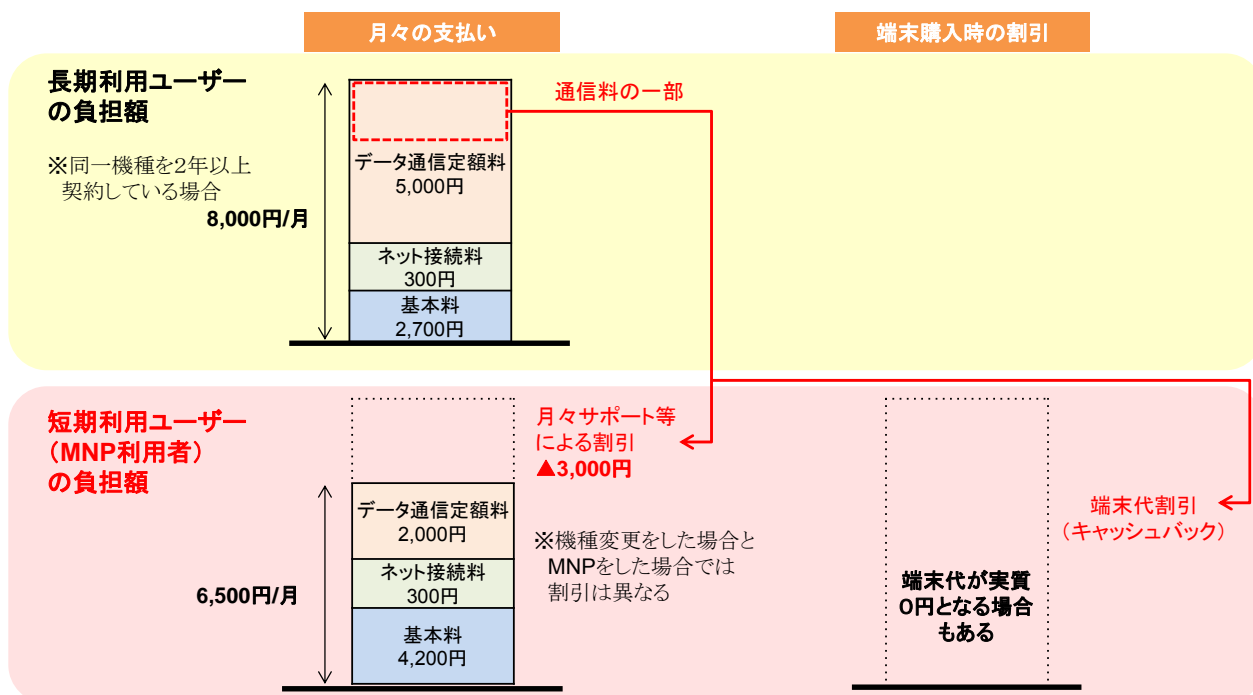 月々の支払い
端末購入時の割引
長期利用ユーザー
の負担額
※同一機種を2年以上
契約している場合
8,000円/月
データ通信定額料
5,000円
ネット接続料
300円
基本料
2,700円
通信料の一部
短期利用ユーザー
（MNP利用者）
の負担額
6,500円/月
データ通信定額料
2,000円
ネット接続料
300円
基本料
4,200円
月々サポート等
による割引
▲3,000円
※機種変更をした場合と
MNPをした場合では
割引は異なる
端末代が実質
0円となる場合
もある
端末代割引
（キャッシュバック）